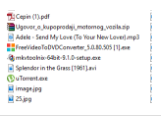 Cepin (1).pdf
Ugovor_o_kupoprodaji_motornog_vozila.zip
Adele - Send My Love (To Your New Lover).mp3
FreeVideoToDVDConverter_5.0.80.505 [1].exe
mkvtoolnix-64bit-9.1.0-setup.exe
Splendor in the Grass [1961].avi
uTorrent.exe
image.jpg
25.jpg